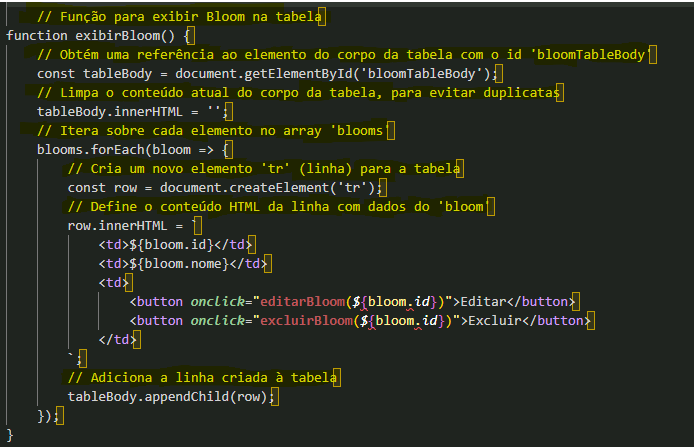 // Função para exibir Bloom na tabela
function exibirBloom() {
// Obtém uma referência ao elemento do corpo da tabela com o id 'bloomTableBody'
const tableBody = document.getElementById('bloomTableBody');
// Limpa o conteúdo atual do corpo da tabela, para evitar duplicatas
tableBody.innerHTML = '';
// Itera sobre cada elemento no array 'blooms'
blooms.forEach(bloom => {
// Cria um novo elemento 'tr' (linha) para a tabela
const row = document.createElement('tr');
// Define o conteúdo HTML da linha com dados do 'bloom'
row.innerHTML = `
<td>${bloom.id}</td>
<td>${bloom.nome}</td>
<td>
<button onclick="editarBloom(${bloom.id})">Editar</button>
<button onclick="excluirBloom(${bloom.id})">Excluir</button>
</td>
`;
// Adiciona a linha criada à tabela
tableBody.appendChild(row);
});
}